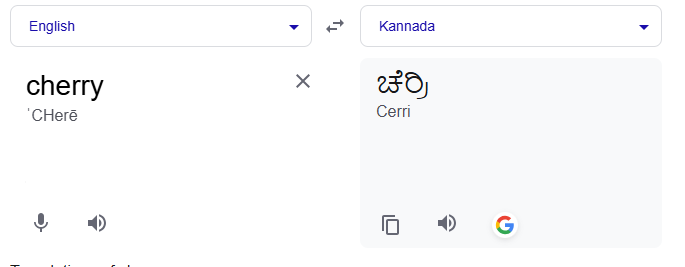 English
Kannada
cherry
ˈCHerē
ಚೆರ್ರಿ
Cerri